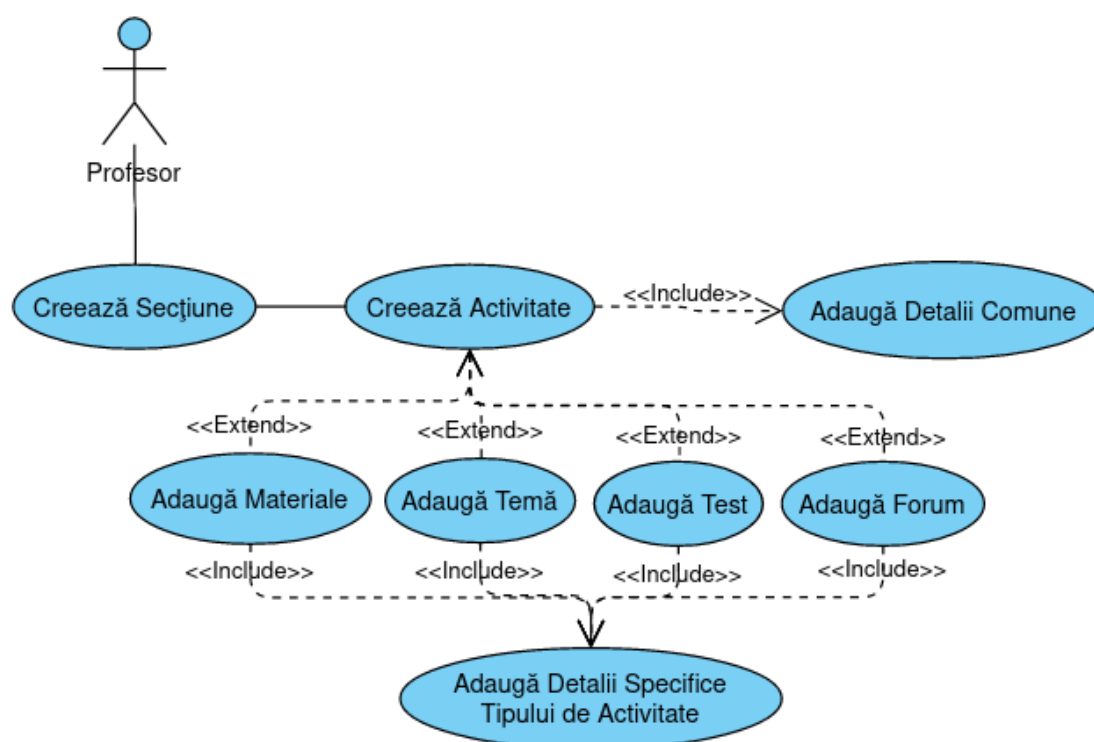 Profesor
Creează Secţiune
Creează Activitate
<<Include>>
Adaugă Detalii Comune
<<Extend>>
<<Extend>>
<<Extend>>
<<Extend>>
Adaugă Materiale
Adaugă Temă
Adaugă Test
Adaugă Forum
<<Include>>
<<Include>>
<<Include>>
<<Include>>
Adaugă Detalii Specifice
Tipului de Activitate